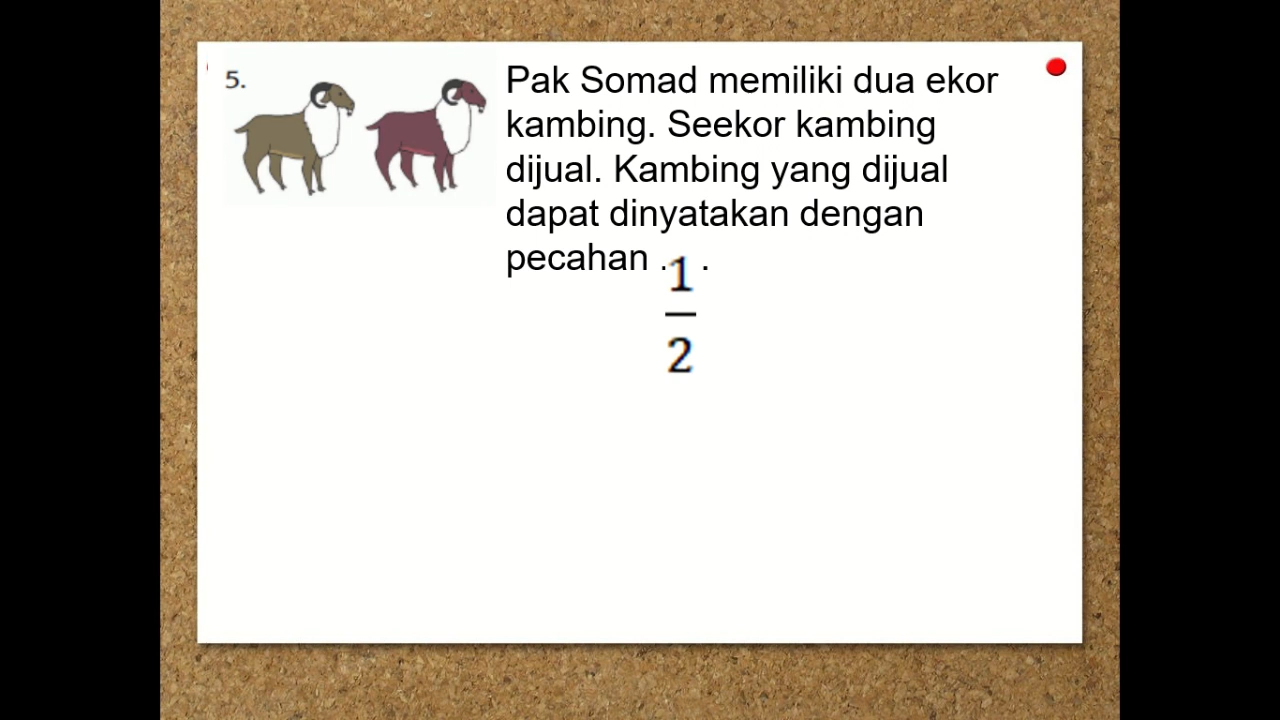 5.
Pak Somad memiliki dua ekor
kambing. Seekor kambing
dijual. Kambing yang dijual
dapat dinyatakan dengan
pecahan . .
1
2